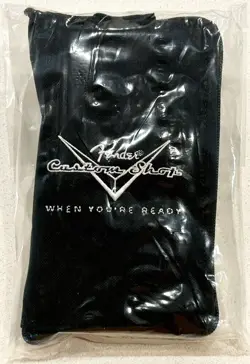 Fender
Custom Shop
WHEN YOU'RE READY